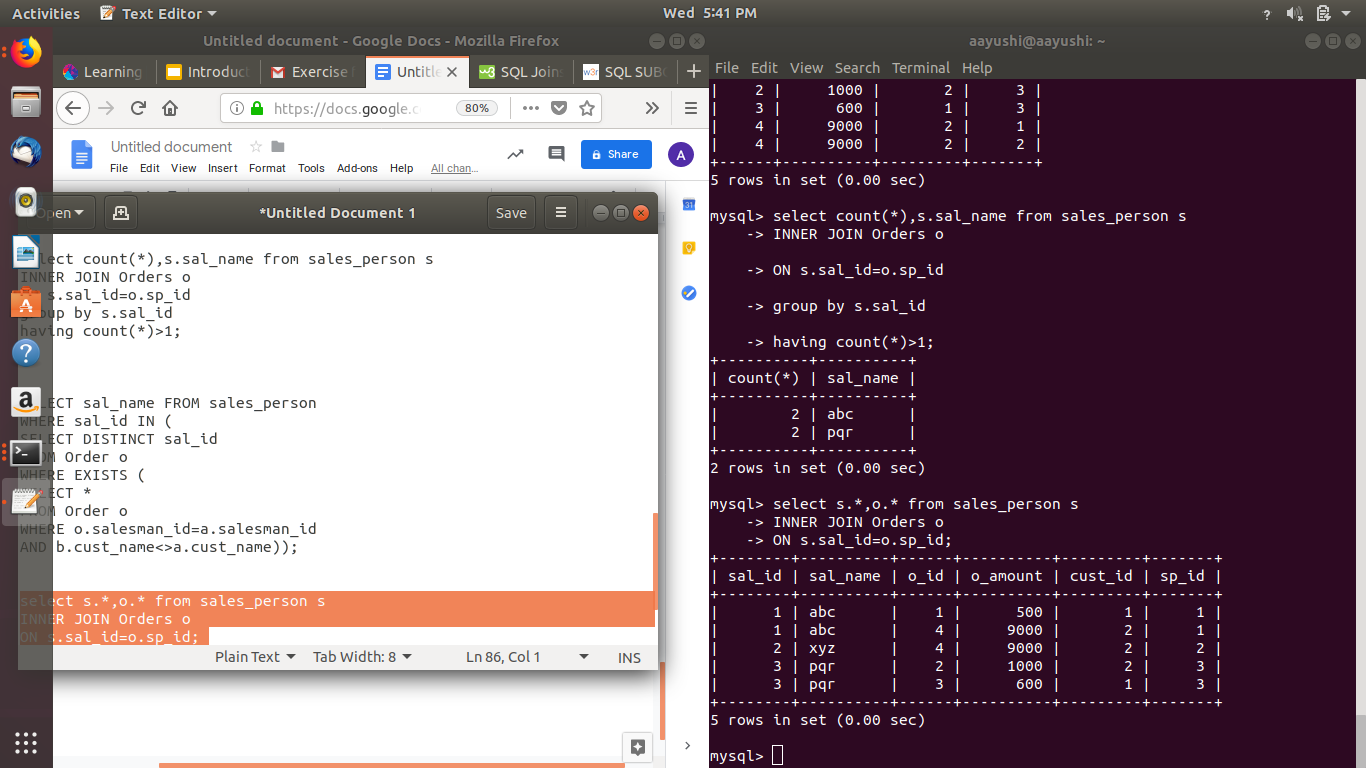 Activities Text Editor Wed 5:41 PM ?
Untitled document - Google Docs - Mozilla Firefox
Learning Introduct Exercise Untitle SQL Joins SQL SUB
https://docs.google.c 80%
Untitled document
File Edit View Insert Format Tools Add-ons Help All chan...
Share A
31
Open *Untitled Document 1 Save
select count(*),s.sal_name from sales_person s
INNER JOIN Orders o
s.sal_id=o.sp_id
group by s.sal_id
having count(*)>1;
SELECT sal_name FROM sales_person
WHERE sal_id IN (
SELECT DISTINCT sal_id
FROM Order o
WHERE EXISTS (
SELECT *
FROM Order o
WHERE o.salesman_id=a.salesman_id
AND b.cust_name<>a.cust_name));
select s.*,o.* from sales_person s
INNER JOIN Orders o
ON s.sal_id=o.sp_id;
Plain Text Tab Width: 8 Ln 86, Col 1 INS
aayushi@aayushi: ~
File Edit View Search Terminal Help
| 2 | 1000 | 2 | 3 |
| 3 | 600 | 1 | 3 |
| 4 | 9000 | 2 | 1 |
| 4 | 9000 | 2 | 2 |
+------+----------+---------+-------+
5 rows in set (0.00 sec)
mysql> select count(*),s.sal_name from sales_person s
-> INNER JOIN Orders o
-> ON s.sal_id=o.sp_id
-> group by s.sal_id
-> having count(*)>1;
+----------+----------+
| count(*) | sal_name |
+----------+----------+
| 2 | abc |
| 2 | pqr |
+----------+----------+
2 rows in set (0.00 sec)
mysql> select s.*,o.* from sales_person s
-> INNER JOIN Orders o
-> ON s.sal_id=o.sp_id;
+--------+----------+------+----------+---------+-------+
| sal_id | sal_name | o_id | o_amount | cust_id | sp_id |
+--------+----------+------+----------+---------+-------+
| 1 | abc | 1 | 500 | 1 | 1 |
| 1 | abc | 4 | 9000 | 2 | 1 |
| 2 | xyz | 4 | 9000 | 2 | 2 |
| 3 | pqr | 2 | 1000 | 2 | 3 |
| 3 | pqr | 3 | 600 | 1 | 3 |
+--------+----------+------+----------+---------+-------+
5 rows in set (0.00 sec)
mysql>